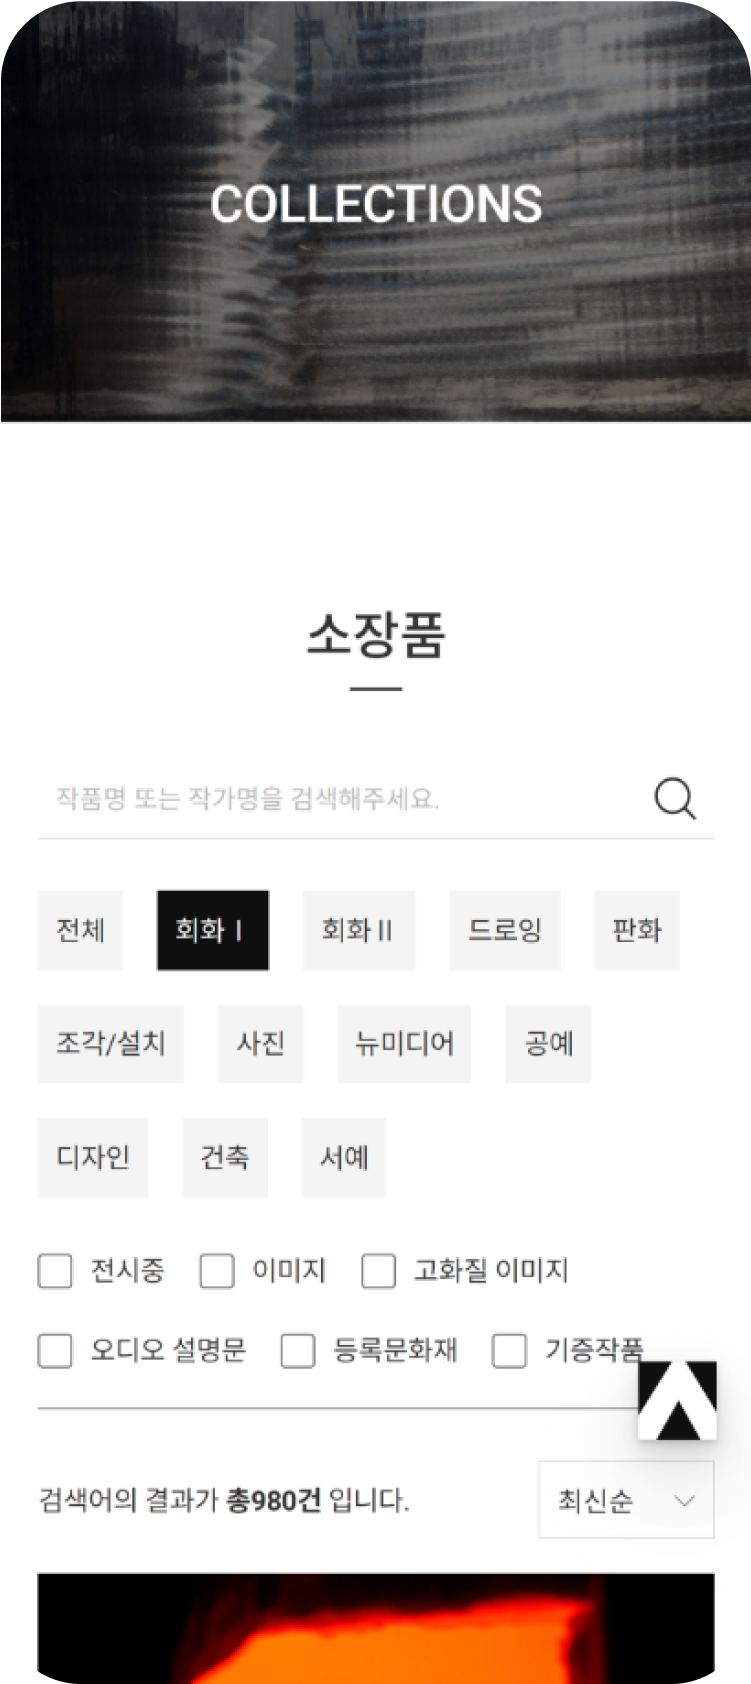 COLLECTIONS
소장품
작품명 또는 작가명을 검색해주세요.
전체 회화 Ⅰ 회화 Ⅱ 드로잉 판화
조각/설치 사진 뉴미디어 공예
디자인 건축 서예
전시중 이미지 고화질 이미지
오디오 설명문 등록문화재 기증작품
검색어의 결과가 총980건 입니다. 최신순